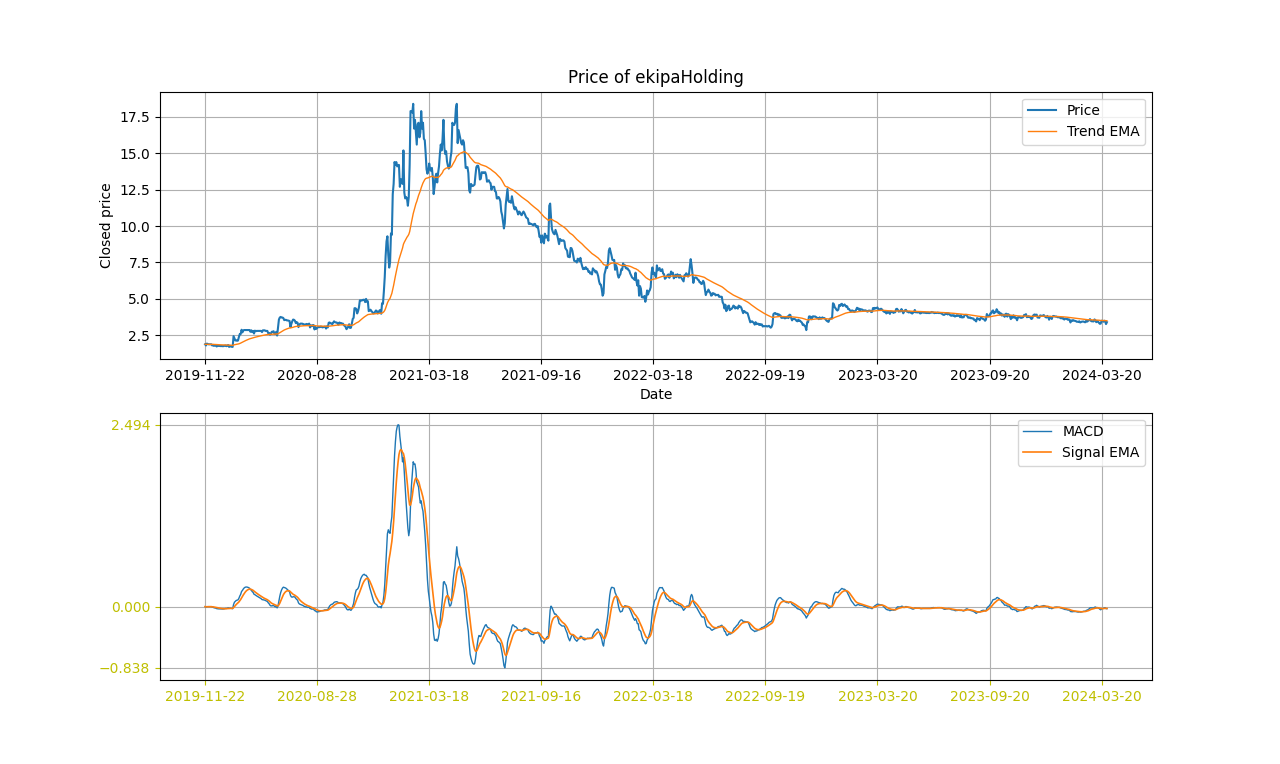 Price of ekipaHolding
Closed price
17.5
15.0
12.5
10.0
7.5
5.0
2.5
Price
Trend EMA
2019-11-22 2020-08-28 2021-03-18 2021-09-16 2022-03-18 2022-09-19 2023-03-20 2023-09-20 2024-03-20
Date
2.494
0.000
−0.838
MACD
Signal EMA
2019-11-22 2020-08-28 2021-03-18 2021-09-16 2022-03-18 2022-09-19 2023-03-20 2023-09-20 2024-03-20